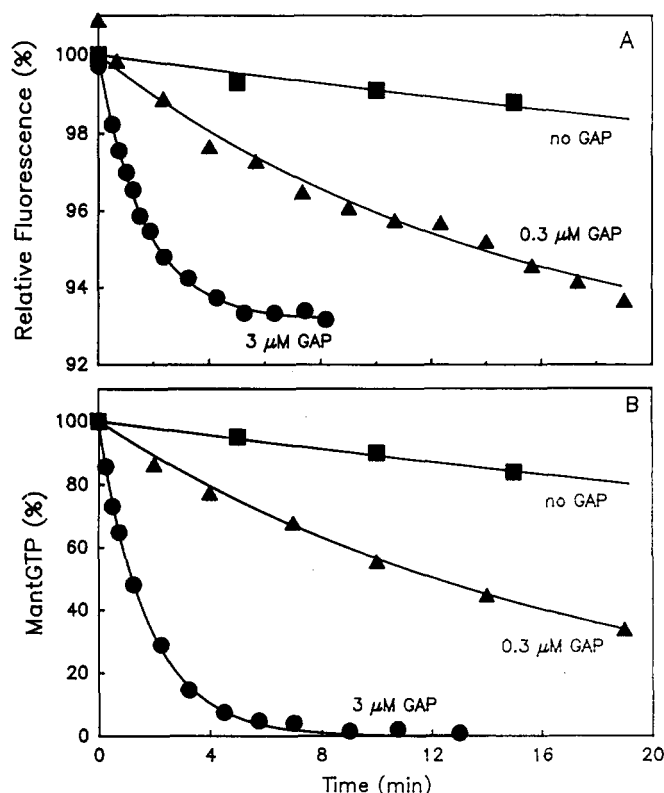 A
Relative Fluorescence (%)
100
98
96
94
92
no GAP
0.3 μM GAP
3 μM GAP
B
MantGTP (%)
100
80
60
40
20
0
no GAP
0.3 μM GAP
3 μM GAP
0 4 8 12 16 20
Time (min)